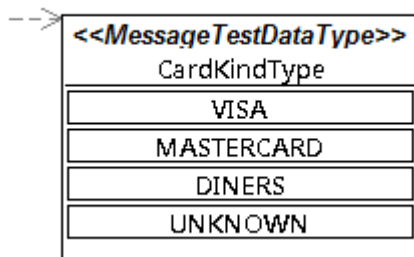 <<MessageTestDataType>>
CardKindType
VISA
MASTERCARD
DINERS
UNKNOWN